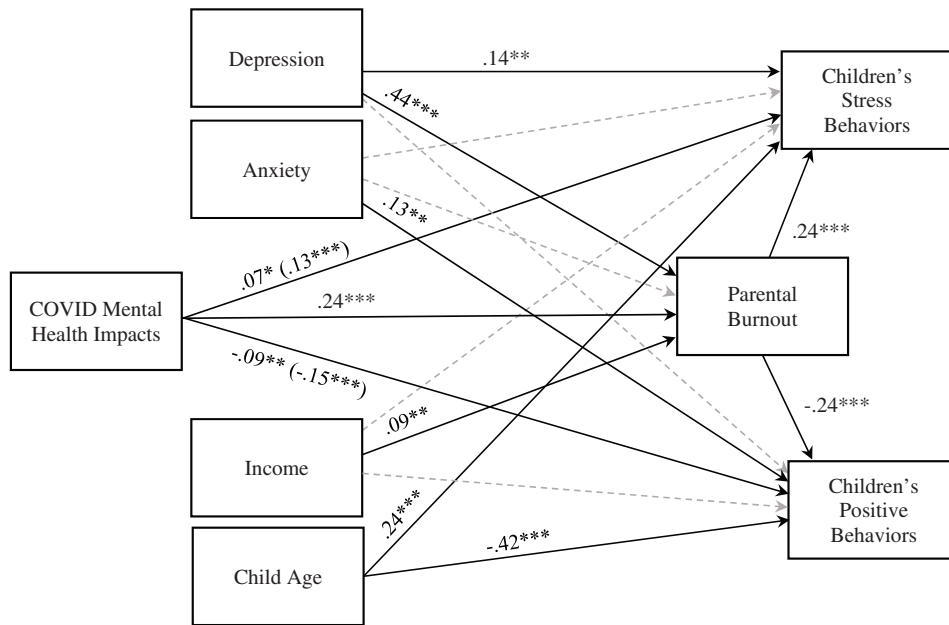 Depression
.14**
Children's
Stress
Behaviors
.44***
Anxiety
.13**
.07* (.13***)
.24***
COVID Mental
Health Impacts
.24***
Parental
Burnout
-.09** (-.15***)
.09**
-.24***
Income
.24***
Children's
Positive
Behaviors
-.42***
Child Age